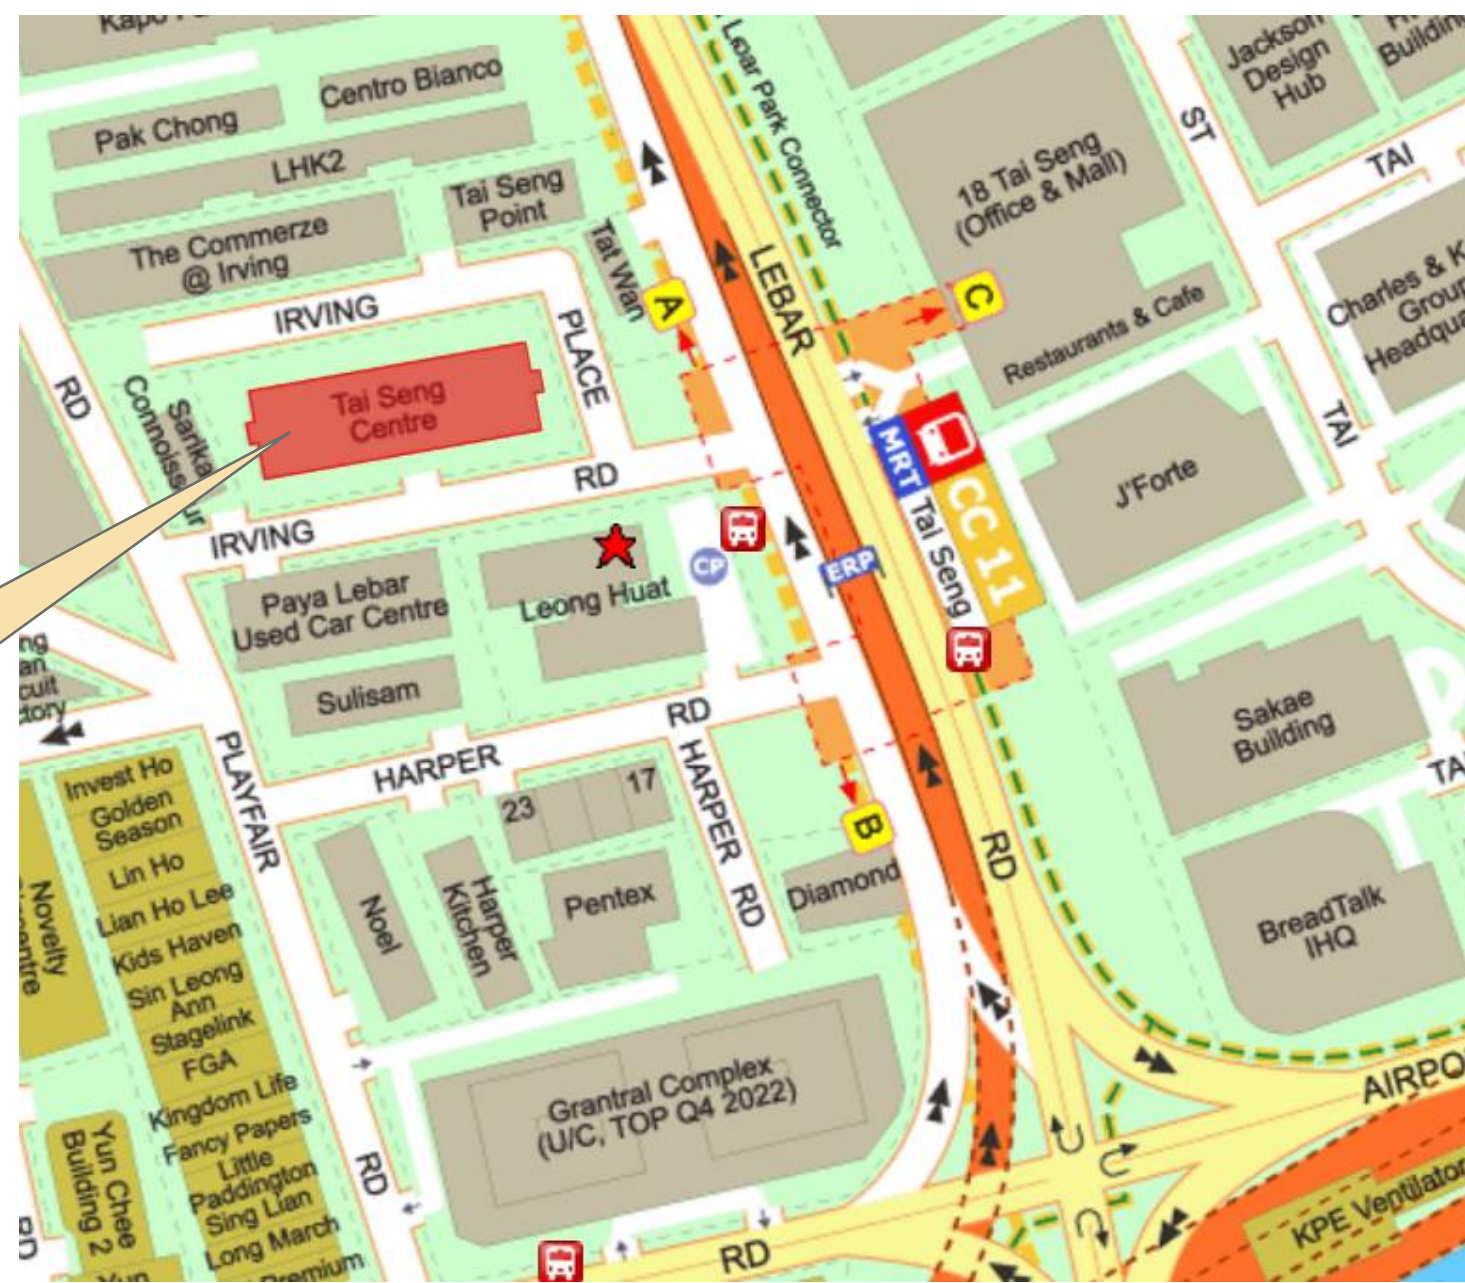 Centro Bianco
Pak Chong
LHK2
Tai Seng
Point
The Commerze
@ Irving
Tat Wan
IRVING
PLACE
RD
Sarika
Tai Seng
Centre
RD
IRVING
A
LEBAR
Park Connector
18 Tai Seng
(Office & Mall)
C
Restaurants & Cafe
ST
Jackson
Design
Hub
Building
TAI
Charles & K
Group
TAI
J'Forte
MRT
Tai Seng
CC 11
ERP
CP
Leong Huat
Paya Lebar
Used Car Centre
Sulisam
RD
HARPER
23
17
HARPER
RD
B
Diamond
Pentex
Harper
Kitchen
Noel
PLAYFAIR
RD
RD
Sakae
Building
BreadTalk
IHQ
Invest Ho
Golden
Season
Lin Ho
Lian Ho Lee
Kids Haven
Sin Leong
Ann
Stagelink
FGA
Kingdom Life
Fancy Papers
Little
Paddington
Sing Lian
Long March
Premium
Novelty
Yun Chee
Building 2
Yun
RD
Grantral Complex
(U/C, TOP Q4 2022)
RD
AIRPO
KPE Ventilator